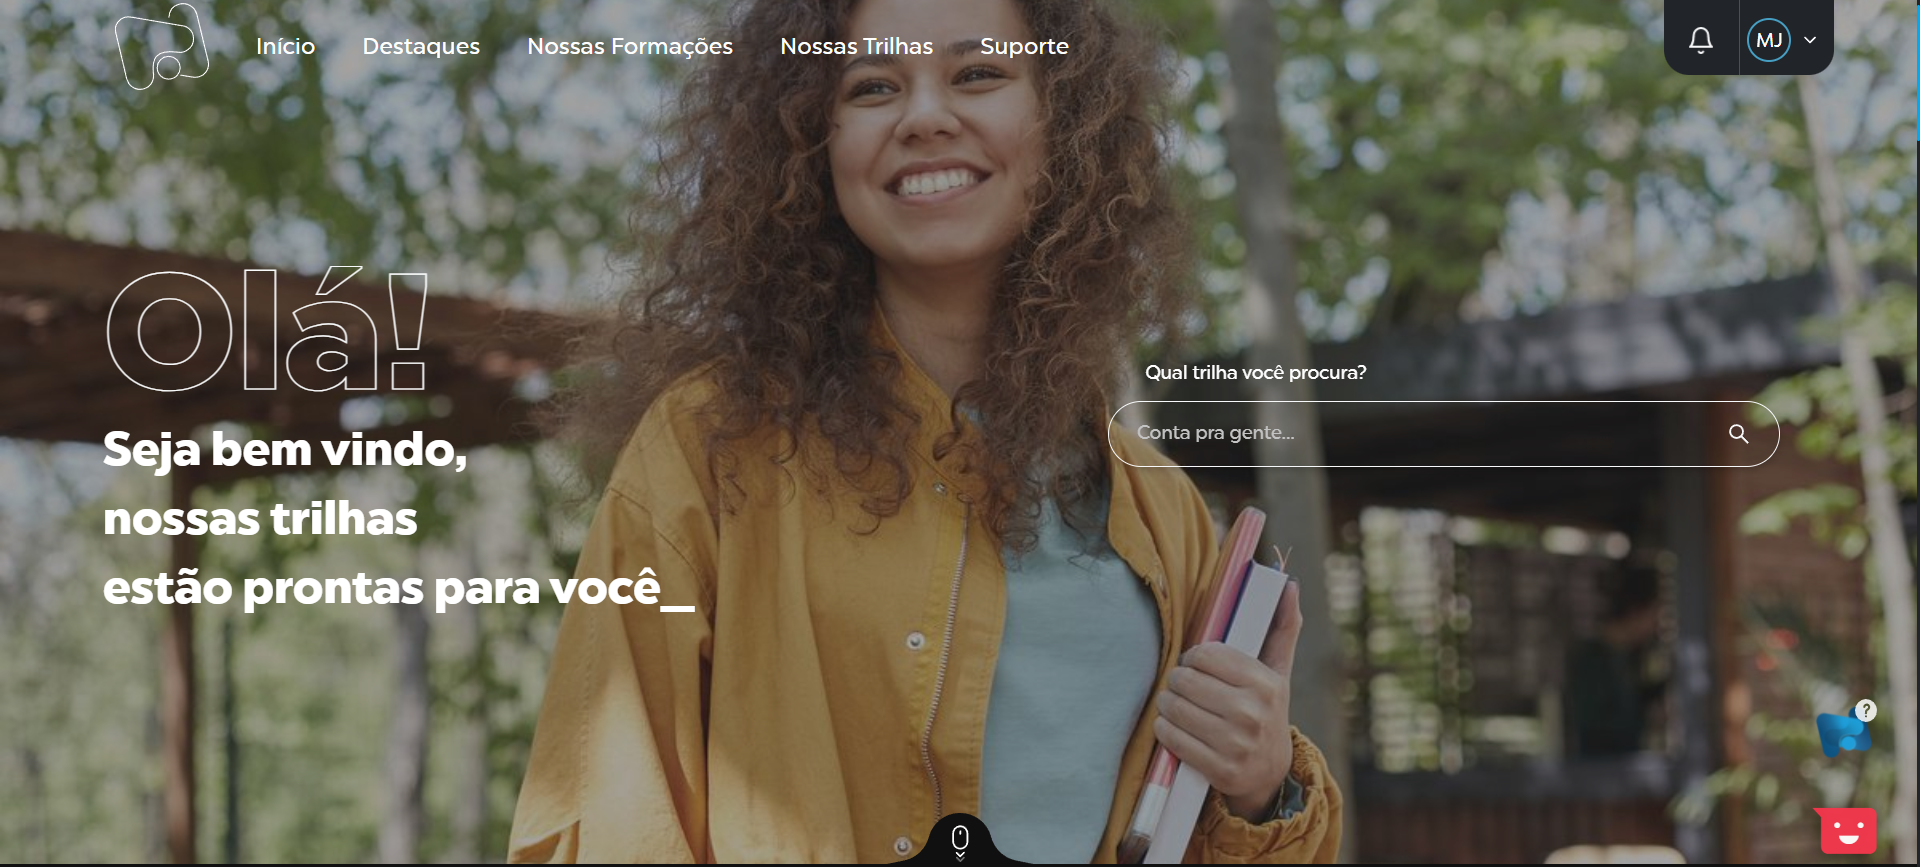 Início
Destaques
Nossas Formações
Nossas Trilhas
Suporte
MJ
Olá!
Seja bem vindo,
nossas trilhas
estão prontas para você_
Qual trilha você procura?
Conta pra gente...
?